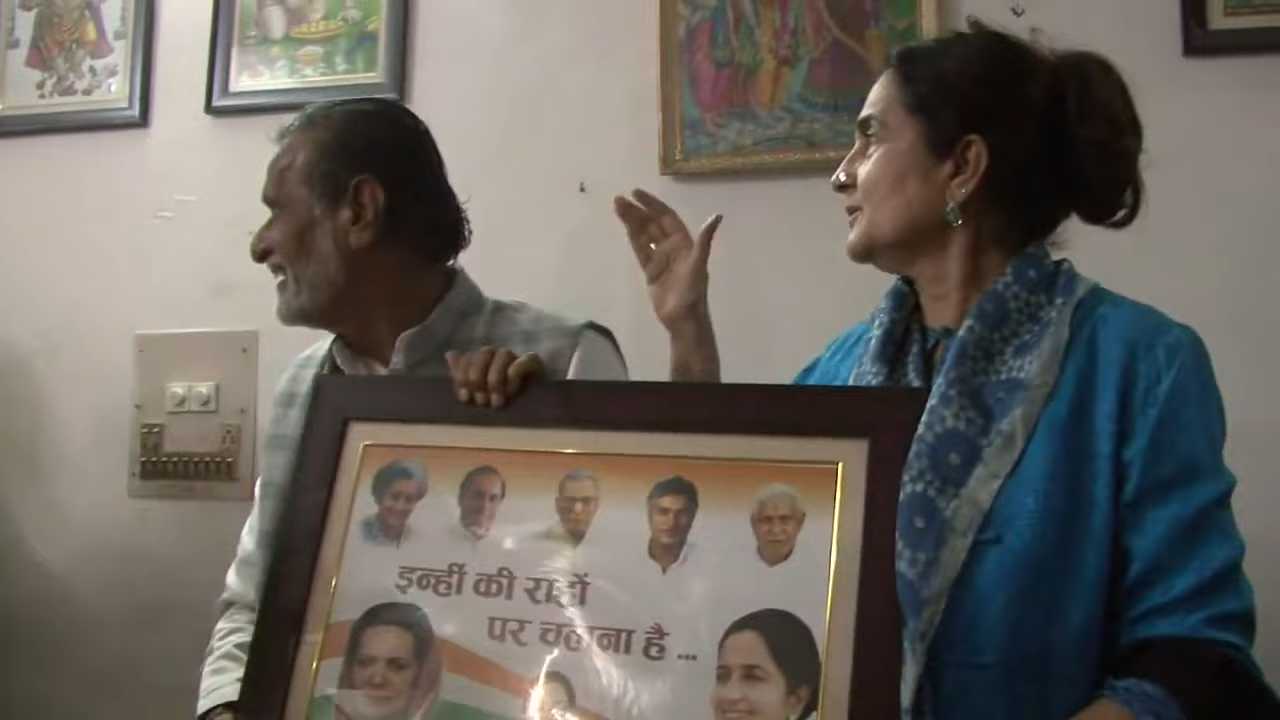 इन्हीं की राहों
पर चलना है ...